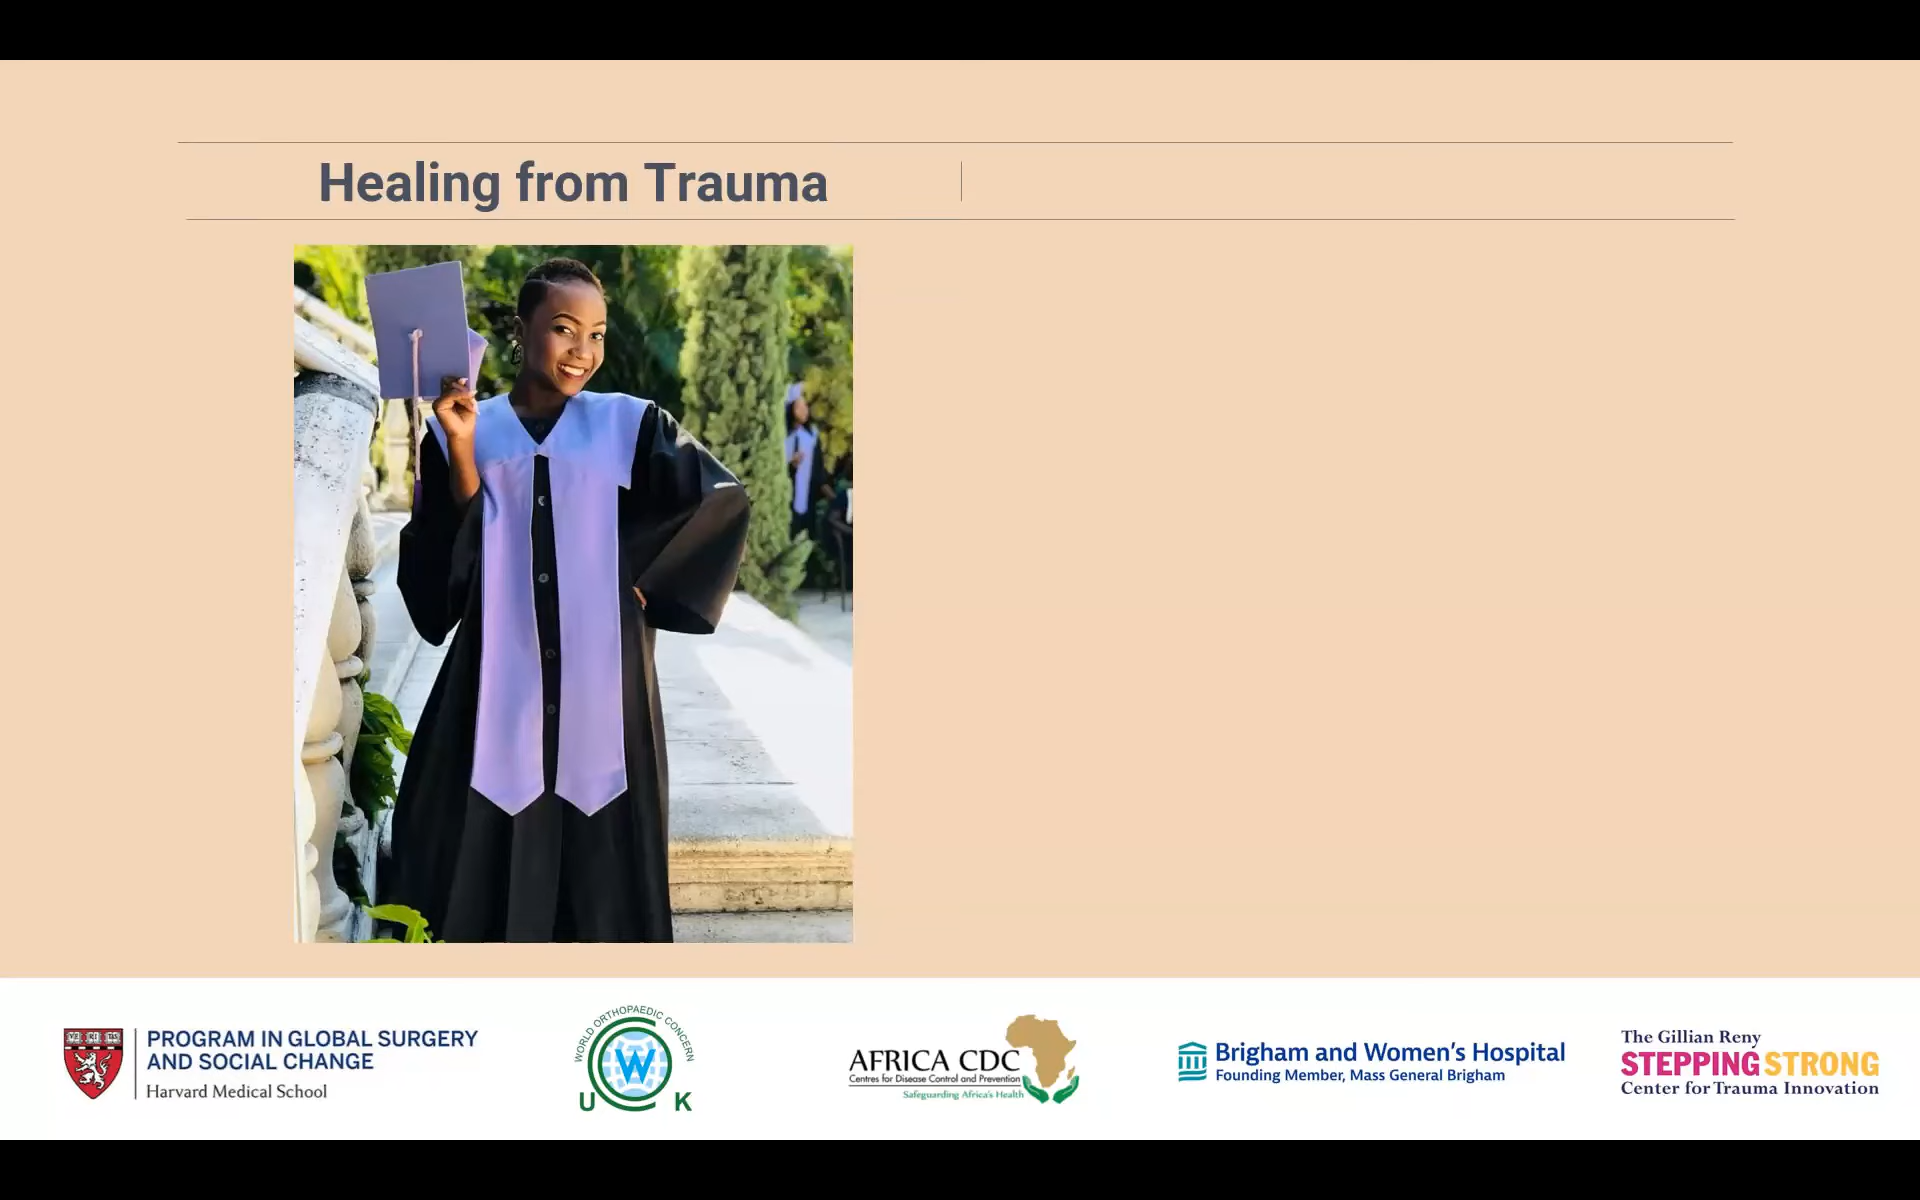 Healing from Trauma
PROGRAM IN GLOBAL SURGERY
AND SOCIAL CHANGE
Harvard Medical School
WORLD ORTHOPAEDIC CONCERN
W
U K
AFRICA CDC
Centres for Disease Control and Prevention
Safeguarding Africa's Health
Brigham and Women's Hospital
Founding Member, Mass General Brigham
The Gillian Reny
STEPPING STRONG
Center for Trauma Innovation